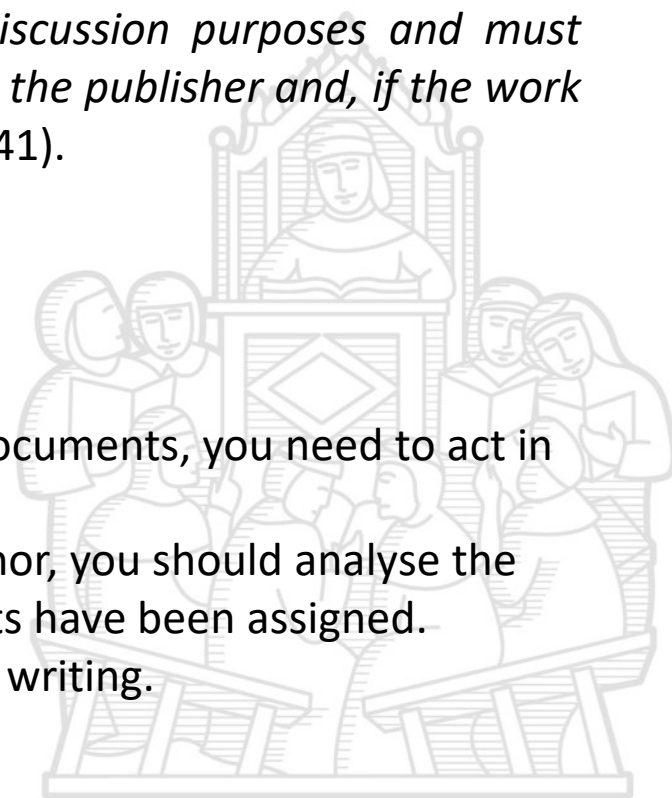 iscussion purposes and must
the publisher and, if the work
41).
ocuments, you need to act in
nor, you should analyse the
ts have been assigned.
writing.